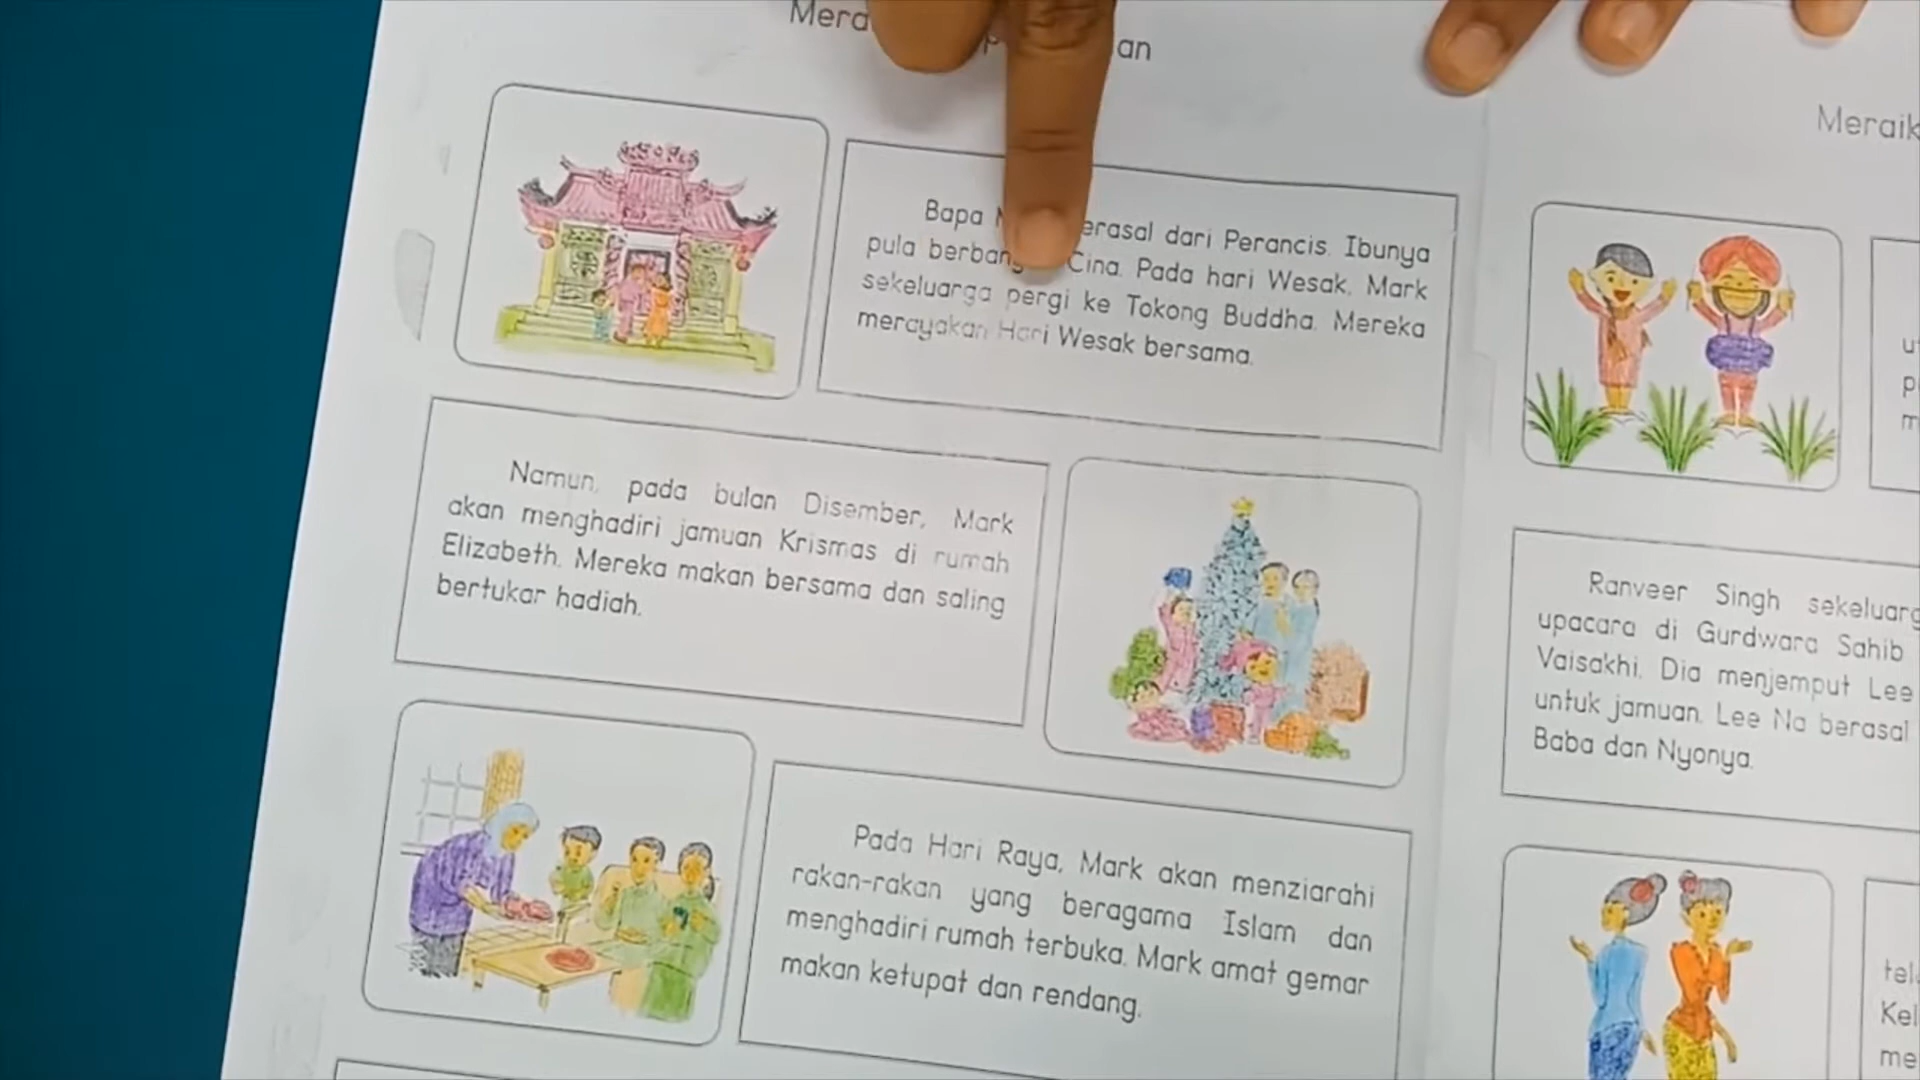 Mera an
Bapa erasal dari Perancis. Ibunya
pula Cina. Pada hari Wesak, Mark
sekeluarga pergi ke Tokong Buddha. Mereka
merayakan Hari Wesak bersama.
Namun, pada bulan Disember, Mark
akan menghadiri jamuan Krismas di rumah
Elizabeth. Mereka makan bersama dan saling
bertukar hadiah.
Pada Hari Raya, Mark akan menziarahi
rakan-rakan yang beragama Islam dan
menghadiri rumah terbuka. Mark amat gemar
makan ketupat dan rendang.
Meraik
u
p
m
Ranveer Singh sekeluarg
upacara di Gurdwara Sahib
Vaisakhi. Dia menjemput Lee
untuk jamuan. Lee Na berasal
Baba dan Nyonya.
tel
Kel
me